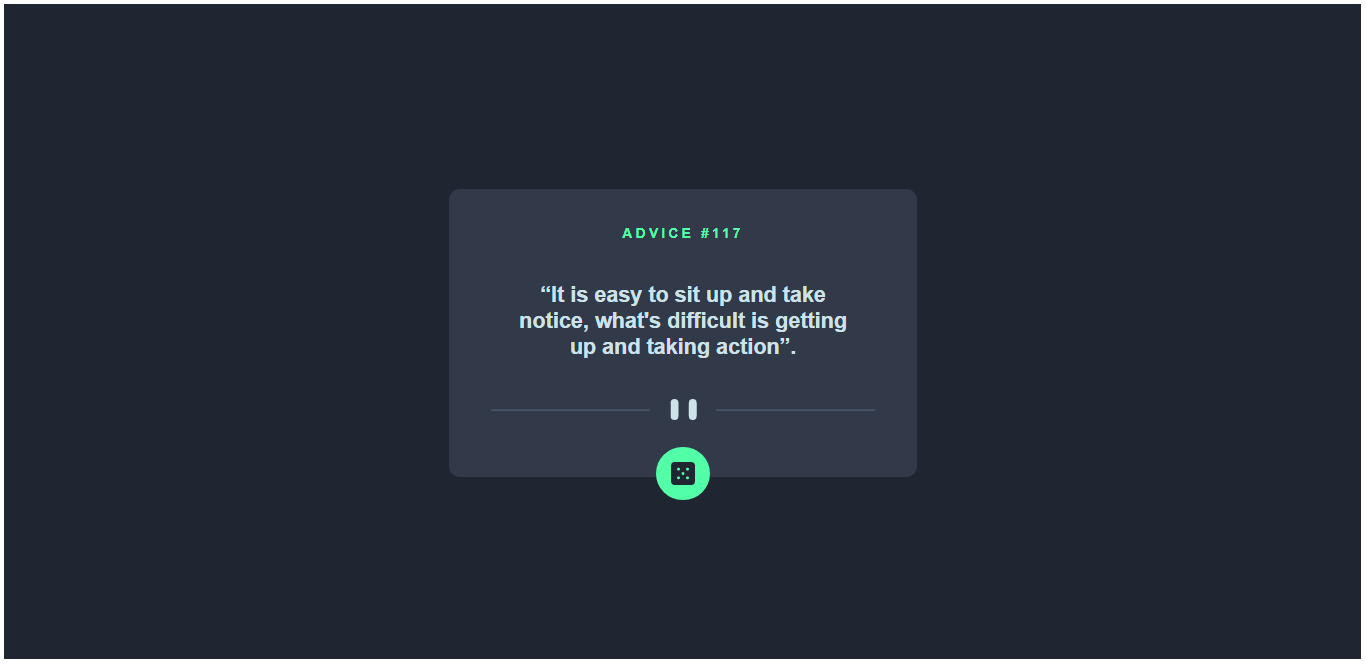 ADVICE #117
“It is easy to sit up and take
notice, what's difficult is getting
up and taking action”.